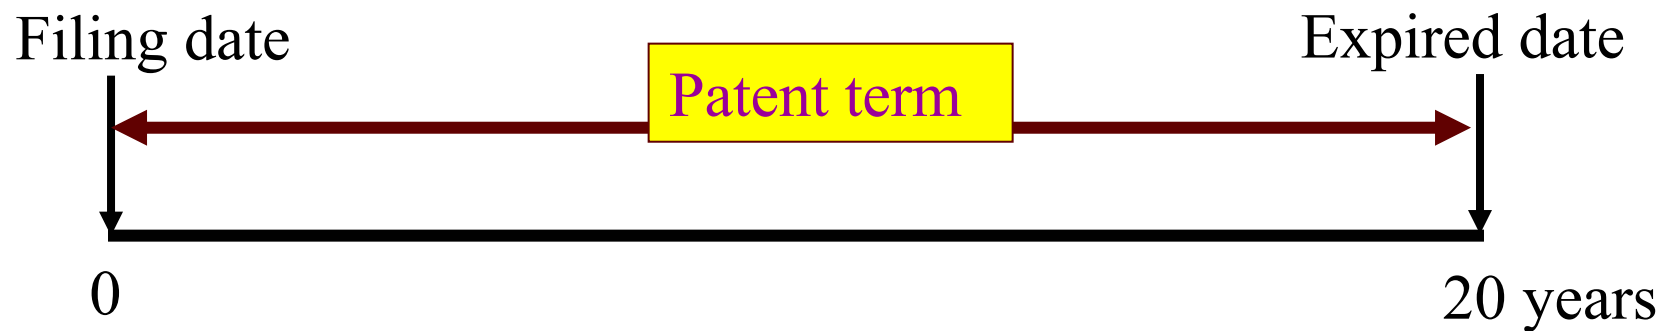 Filing date
Expired date
Patent term
0
20 years